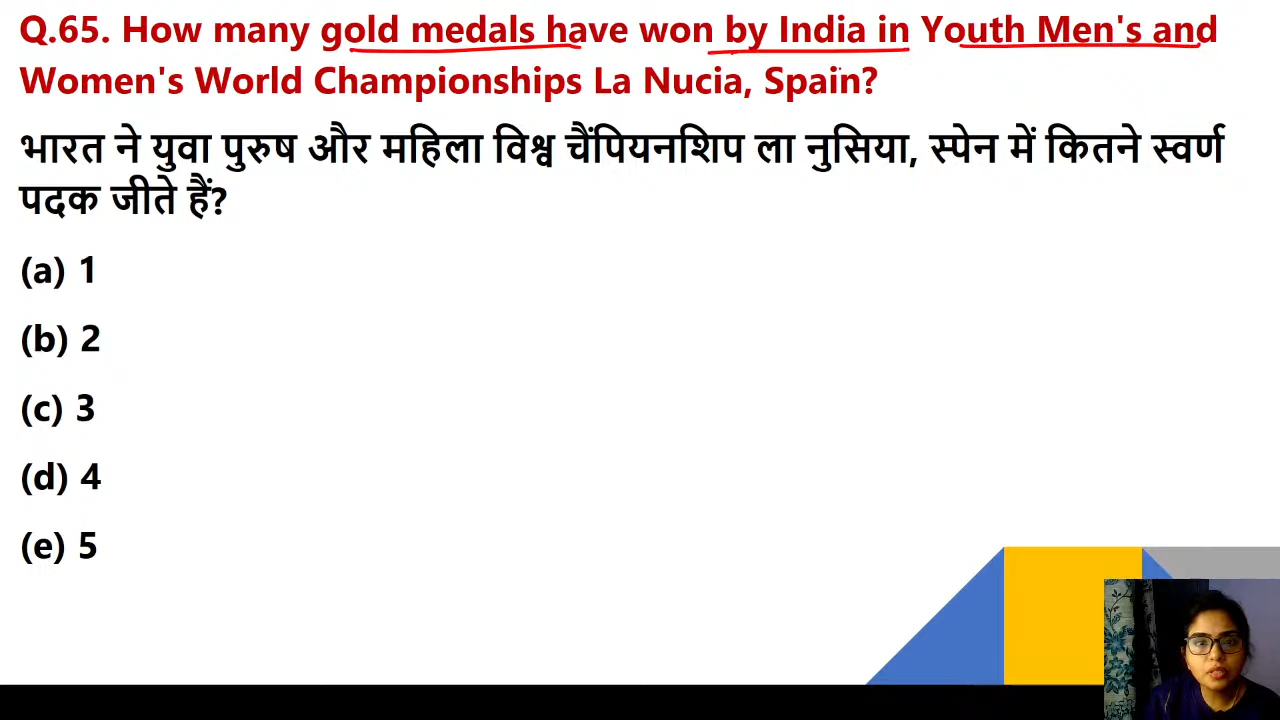 Q.65. How many gold medals have won by India in Youth Men's and
Women's World Championships La Nucia, Spain?
भारत ने युवा पुरुष और महिला विश्व चैंपियनशिप ला नुसिया, स्पेन में कितने स्वर्ण
पदक जीते हैं?
(a) 1
(b) 2
(c) 3
(d) 4
(e) 5